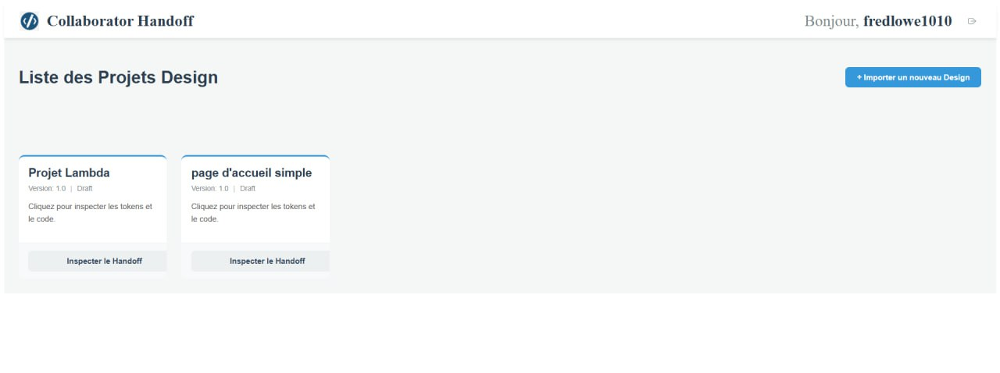 Collaborator Handoff
Bonjour, fredlowe1010
Liste des Projets Design
+ Importer un nouveau Design
Projet Lambda
Version: 1.0 | Draft
Cliquez pour inspecter les tokens et
le code.
Inspecter le Handoff
page d'accueil simple
Version: 1.0 | Draft
Cliquez pour inspecter les tokens et
le code.
Inspecter le Handoff